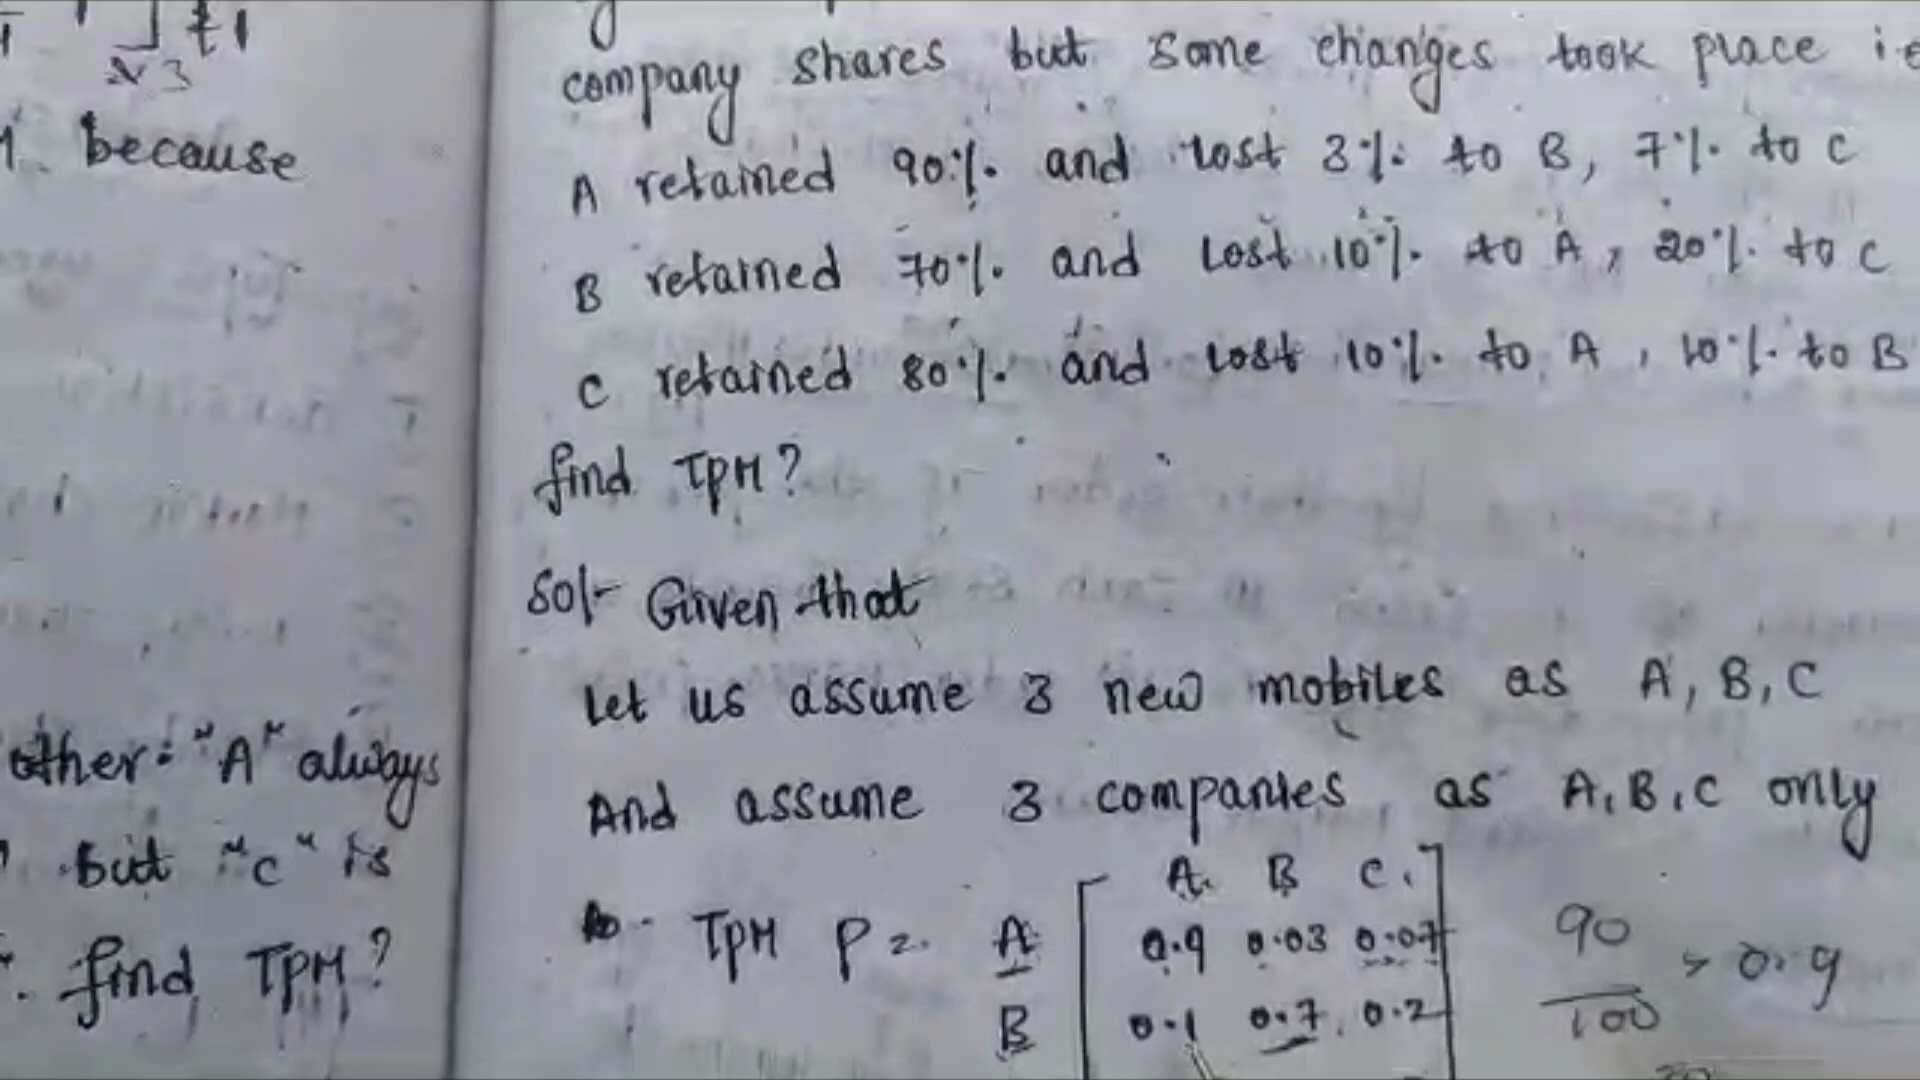 because
other. "A" always
but "C" is
find TPM?
company shares but some changes took place i.e
A retained 90%. and lost 3% to B, 7%. to C
B retained 70%. and lost 10%. to A, 20%. to C
C retained 80%. and lost 10%. to A, 10%. to B
find TPM?
Sol- Given that
Let us assume 3 new mobiles as A, B, C
And assume 3 companies as A, B, C only
A B C
TPM P = A 0.9 0.03 0.07
B 0.1 0.7 0.2
90
100
0.9